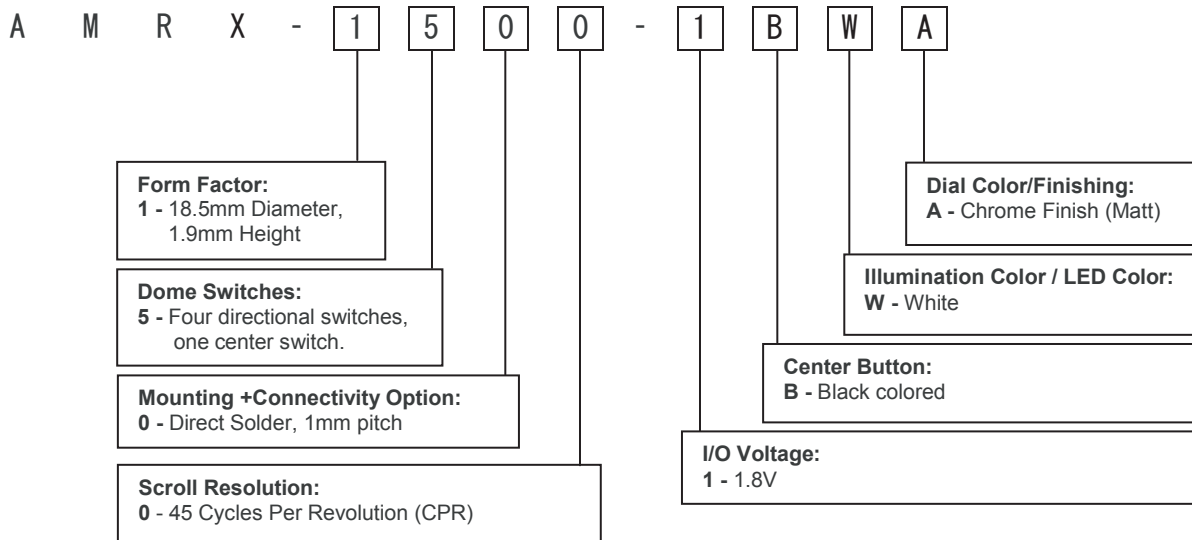 A M R X - 1 5 0 0 - 1 B W A
Form Factor:
1 - 18.5mm Diameter,
1.9mm Height
Dome Switches:
5 - Four directional switches,
one center switch.
Mounting +Connectivity Option:
0 - Direct Solder, 1mm pitch
Scroll Resolution:
0 - 45 Cycles Per Revolution (CPR)
Dial Color/Finishing:
A - Chrome Finish (Matt)
Illumination Color / LED Color:
W - White
Center Button:
B - Black colored
I/O Voltage:
1 - 1.8V